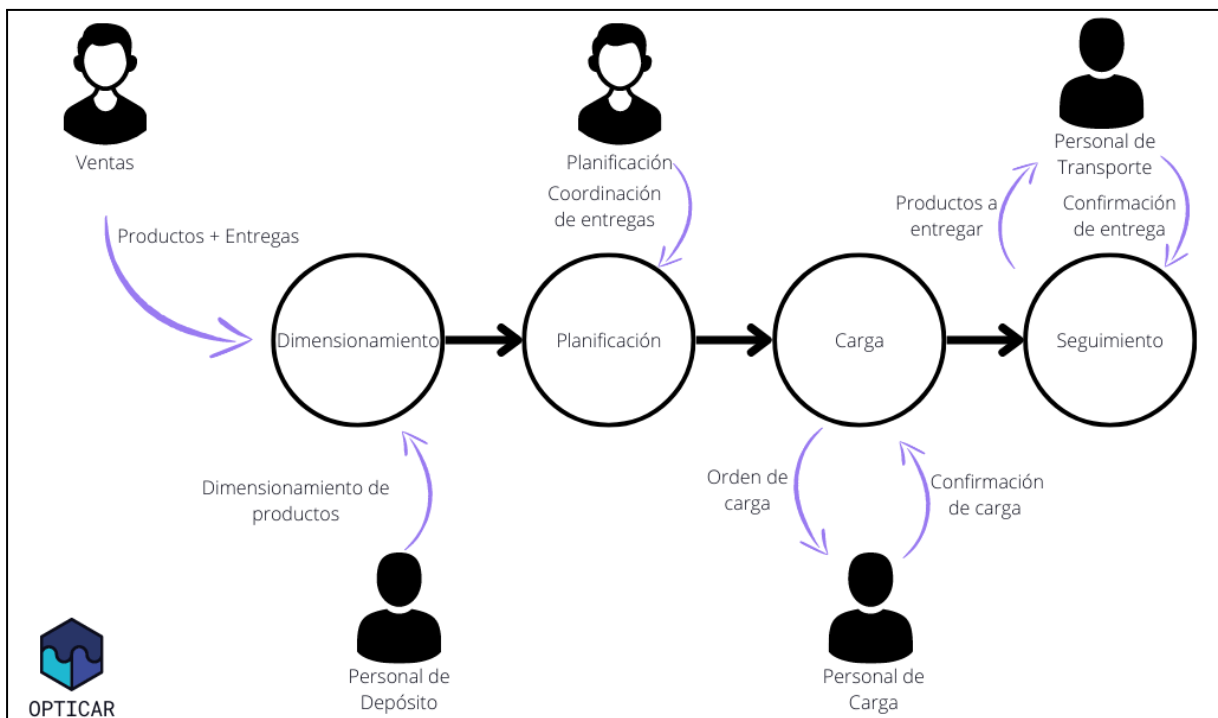 Ventas
Planificación
Personal de
Transporte
Coordinación
de entregas
Productos a
entregar
Confirmación
de entrega
Productos + Entregas
Dimensionamiento
Planificación
Carga
Seguimiento
Dimensionamiento de
productos
Orden de
carga
Confirmación
de carga
Personal de
Depósito
Personal de
Carga
OPTICAR